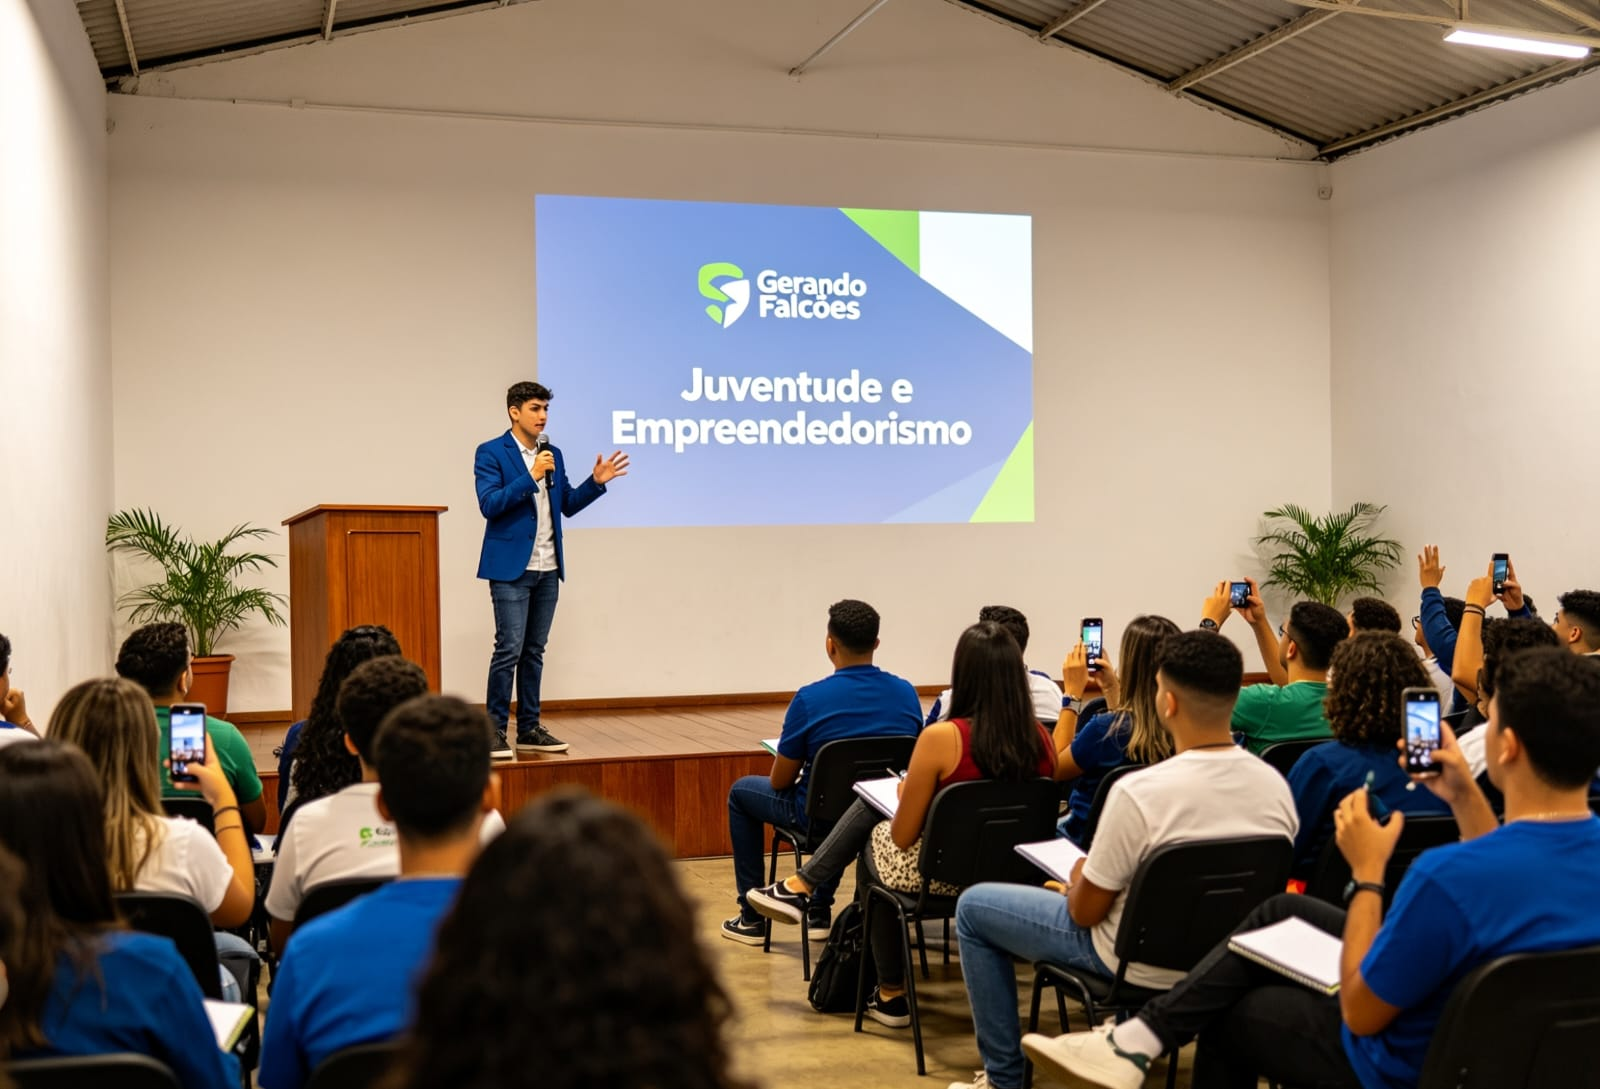 Gerando
Falcões
Juventude e
Empreendedorismo